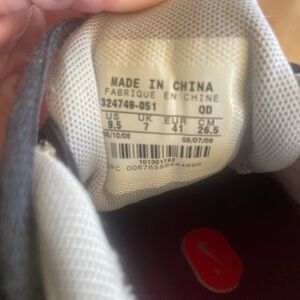 MADE IN CHINA
FABRIQUE EN CHINE
324749-051 QD
US UK EUR CM
9.5 7 41 26.5
06/10/08 08/07/08
101301793